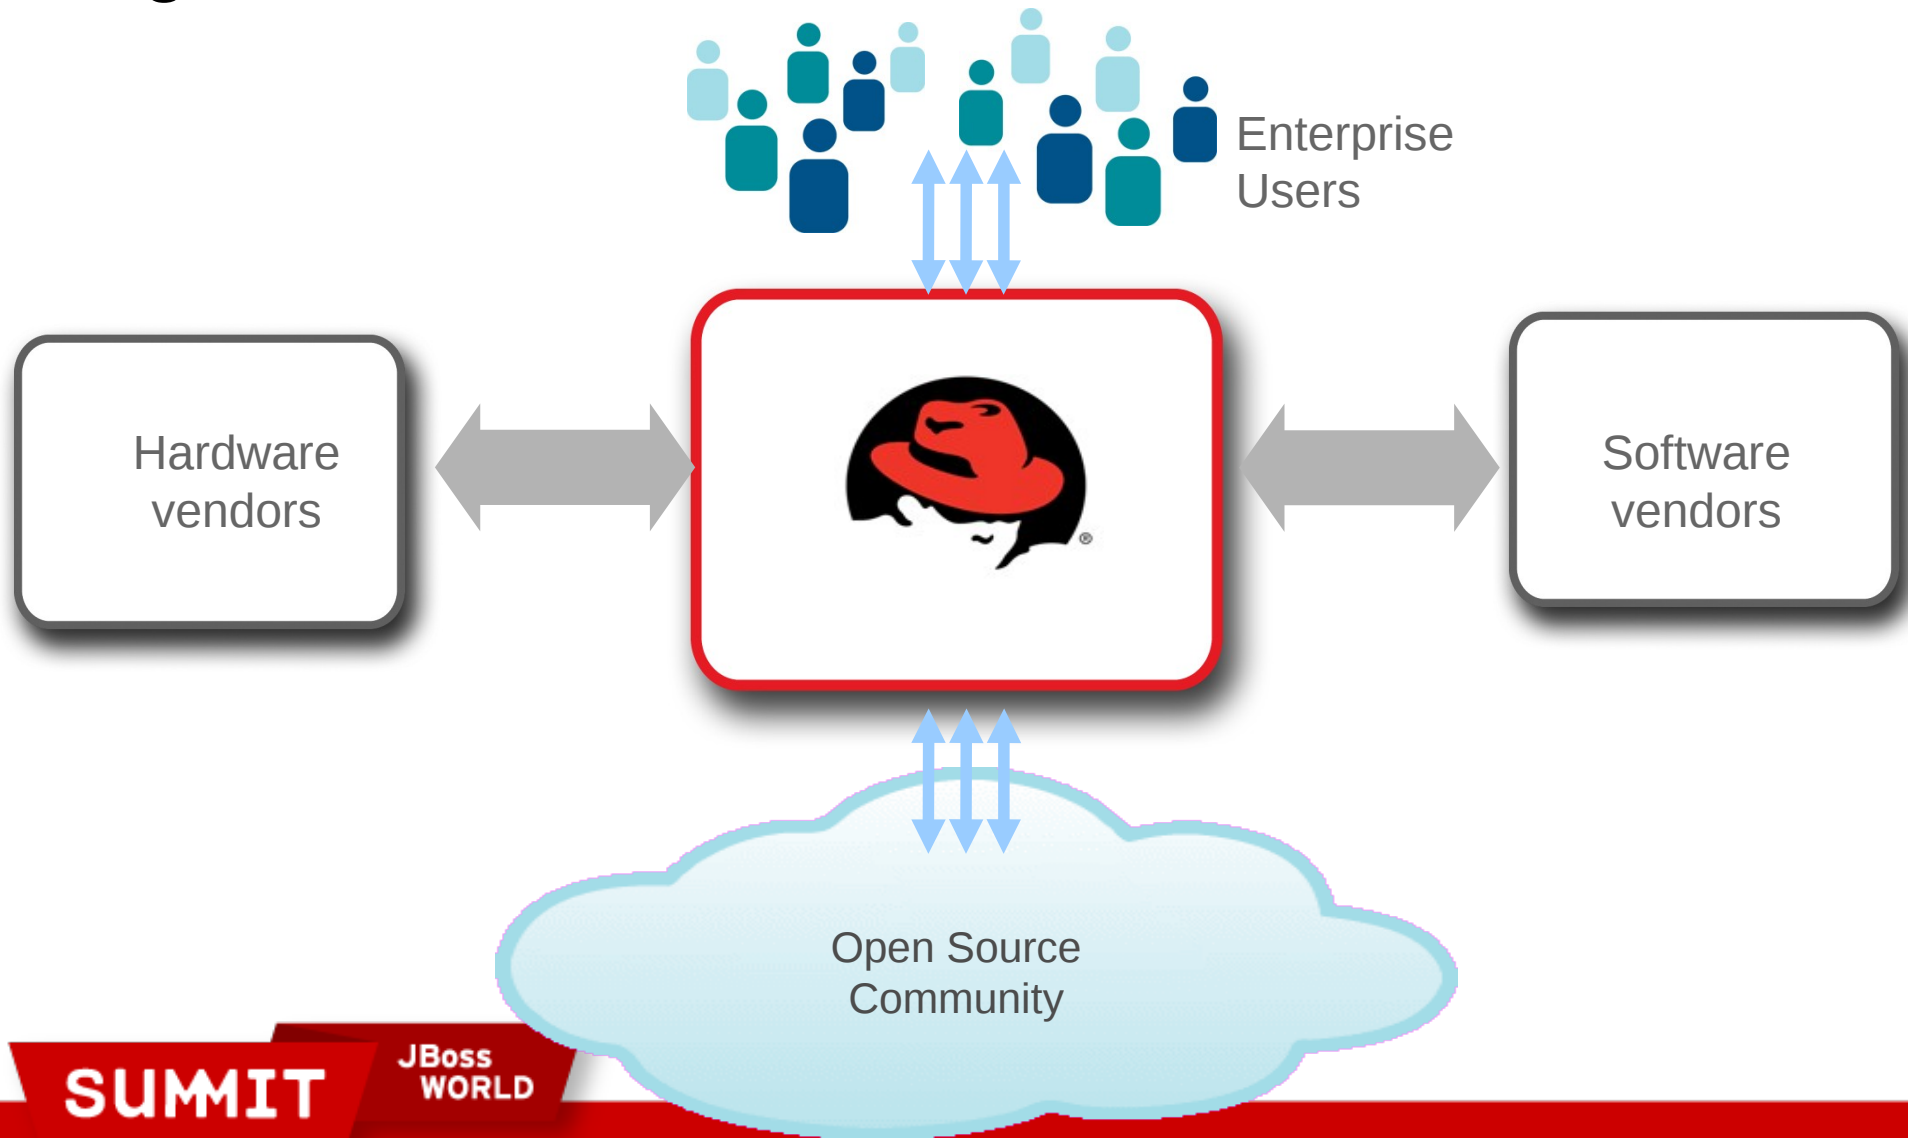 Enterprise
Users
Hardware
vendors
Software
vendors
®
Open Source
Community
SUMMIT
JBoss
WORLD